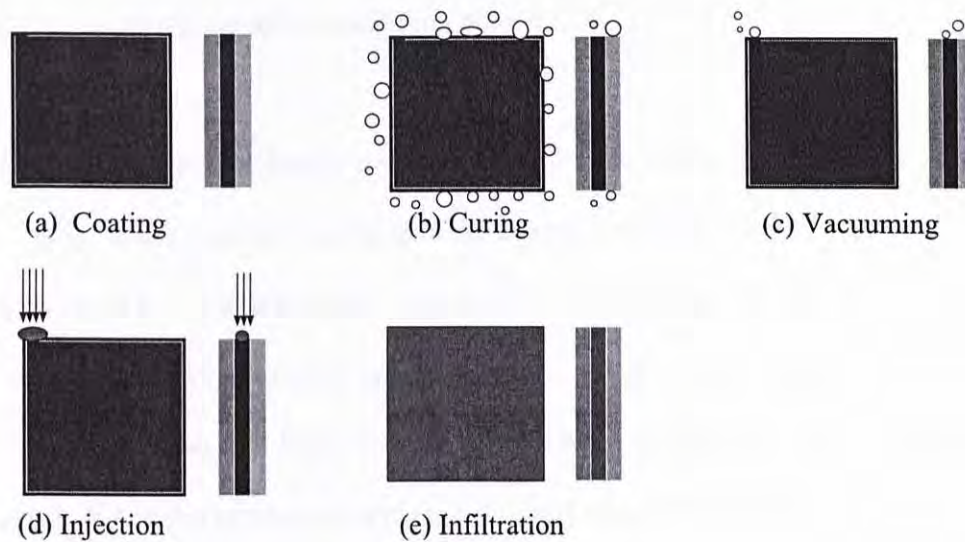 (a) Coating
(b) Curing
(c) Vacuuming
(d) Injection
(e) Infiltration